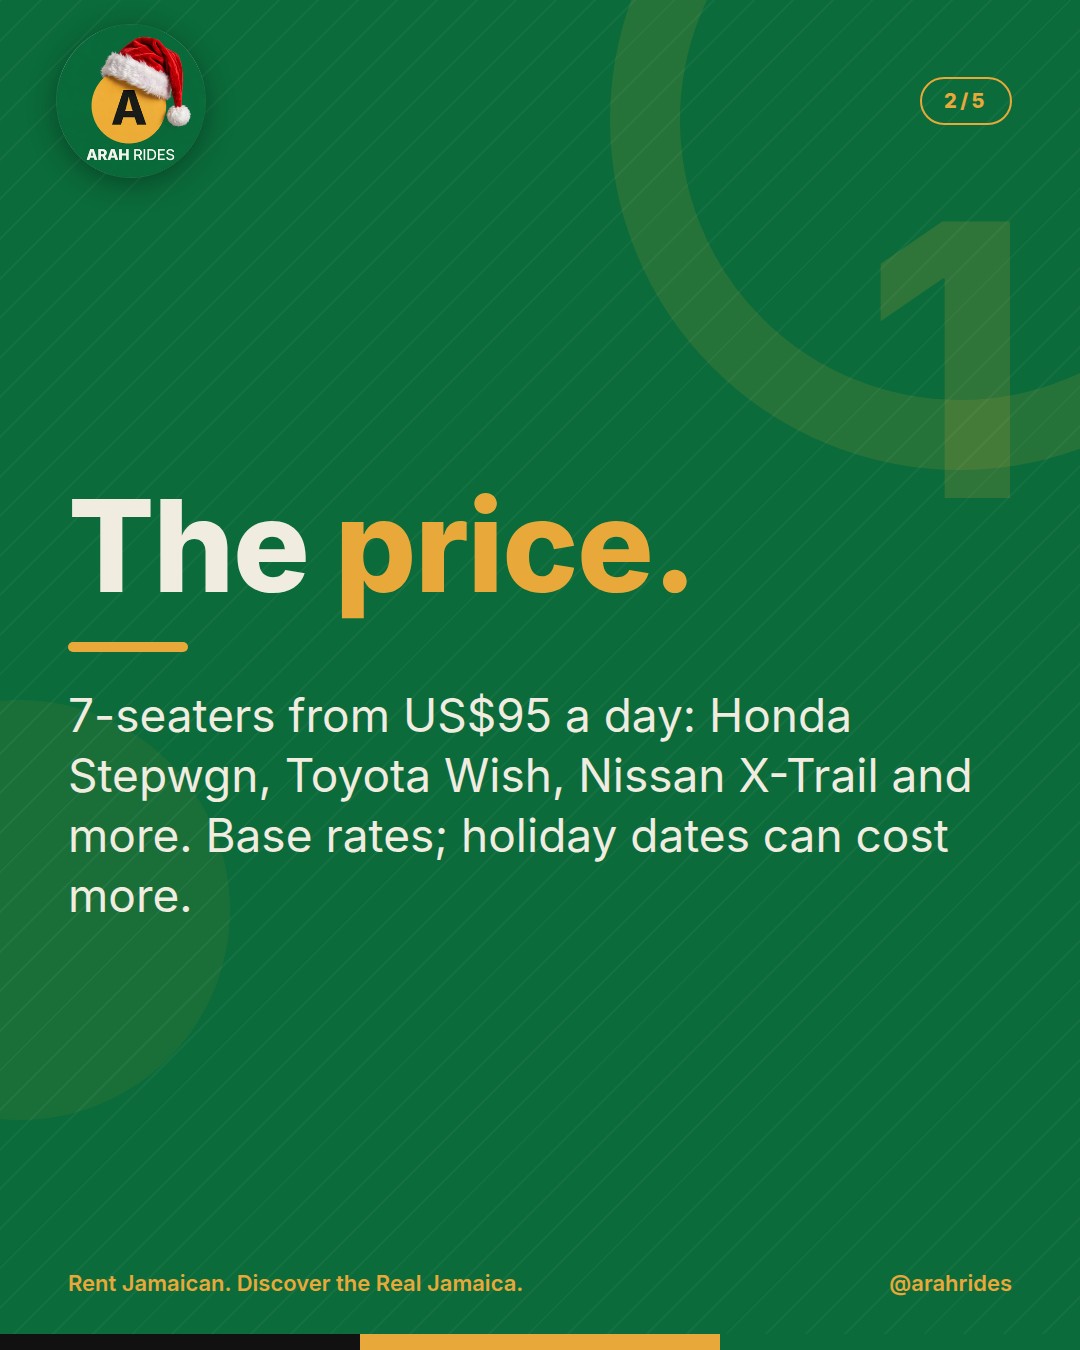 A
ARAH RIDES
2/5
1
The price.
7-seaters from US$95 a day: Honda
Stepwgn, Toyota Wish, Nissan X-Trail and
more. Base rates; holiday dates can cost
more.
Rent Jamaican. Discover the Real Jamaica.
@arahrides